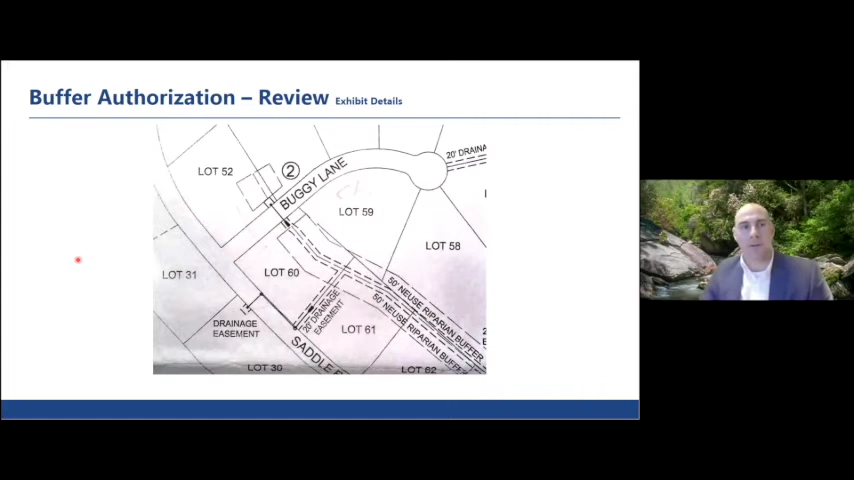 Buffer Authorization – Review Exhibit Details
20' DRAINA
LOT 52
2
BUGGY LANE
LOT 59
LOT 58
LOT 31
LOT 60
50' NEUSE RIPARIAN BUFFER
50' NEUSE RIPARIAN BUFFE
20' DRAINAGE
EASEMENT
DRAINAGE
EASEMENT
LOT 61
SADDLE
LOT 30
LOT 62